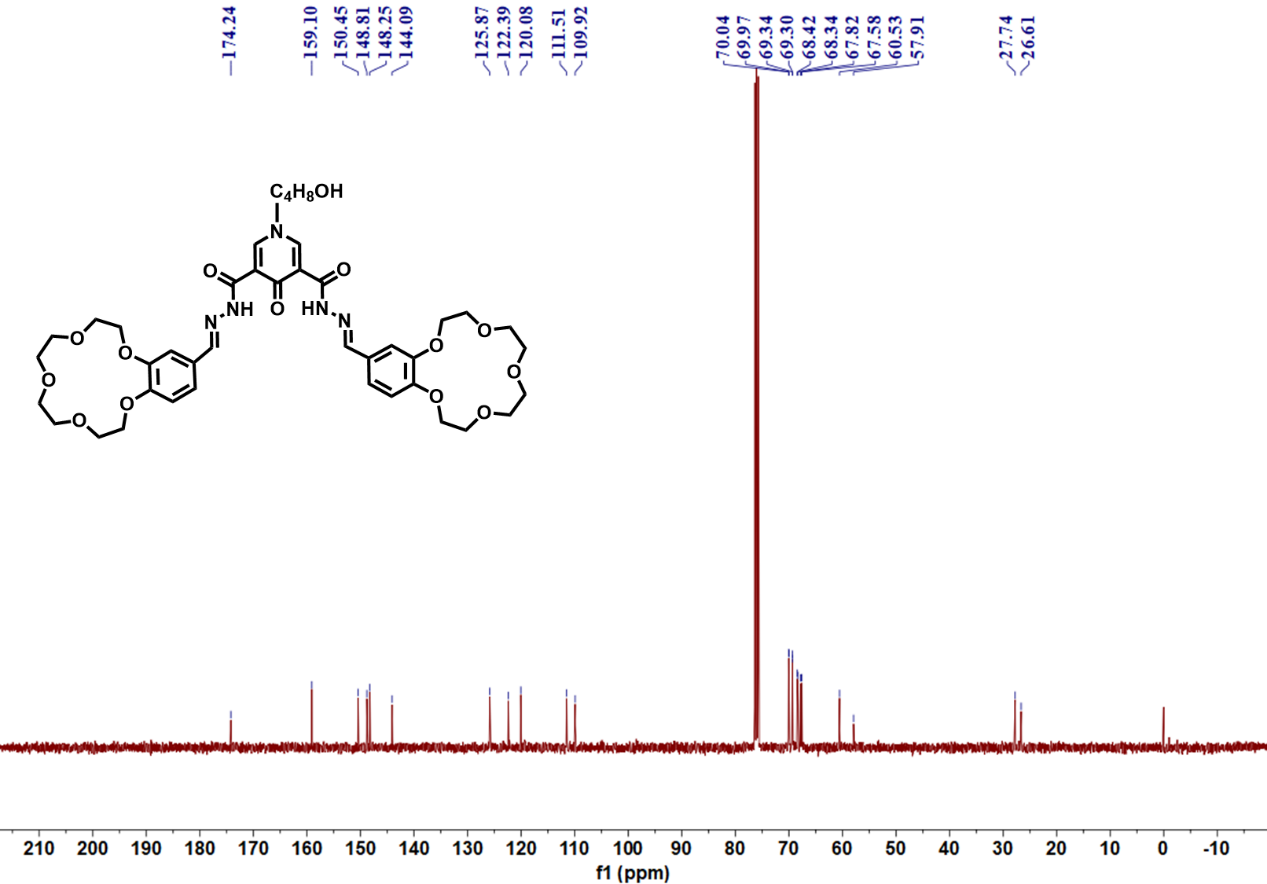 174.24
159.10
150.45
148.81
148.25
144.09
125.87
122.39
120.08
111.51
109.92
70.04
69.97
69.34
69.30
68.42
68.34
67.82
67.58
60.53
57.91
27.74
26.61
C4H8OH
N
O
O
NH
O
HN
N
N
O
O
O
O
O
O
O
O
O
O
210 200 190 180 170 160 150 140 130 120 110 100 90 80 70 60 50 40 30 20 10 0 -10
f1 (ppm)